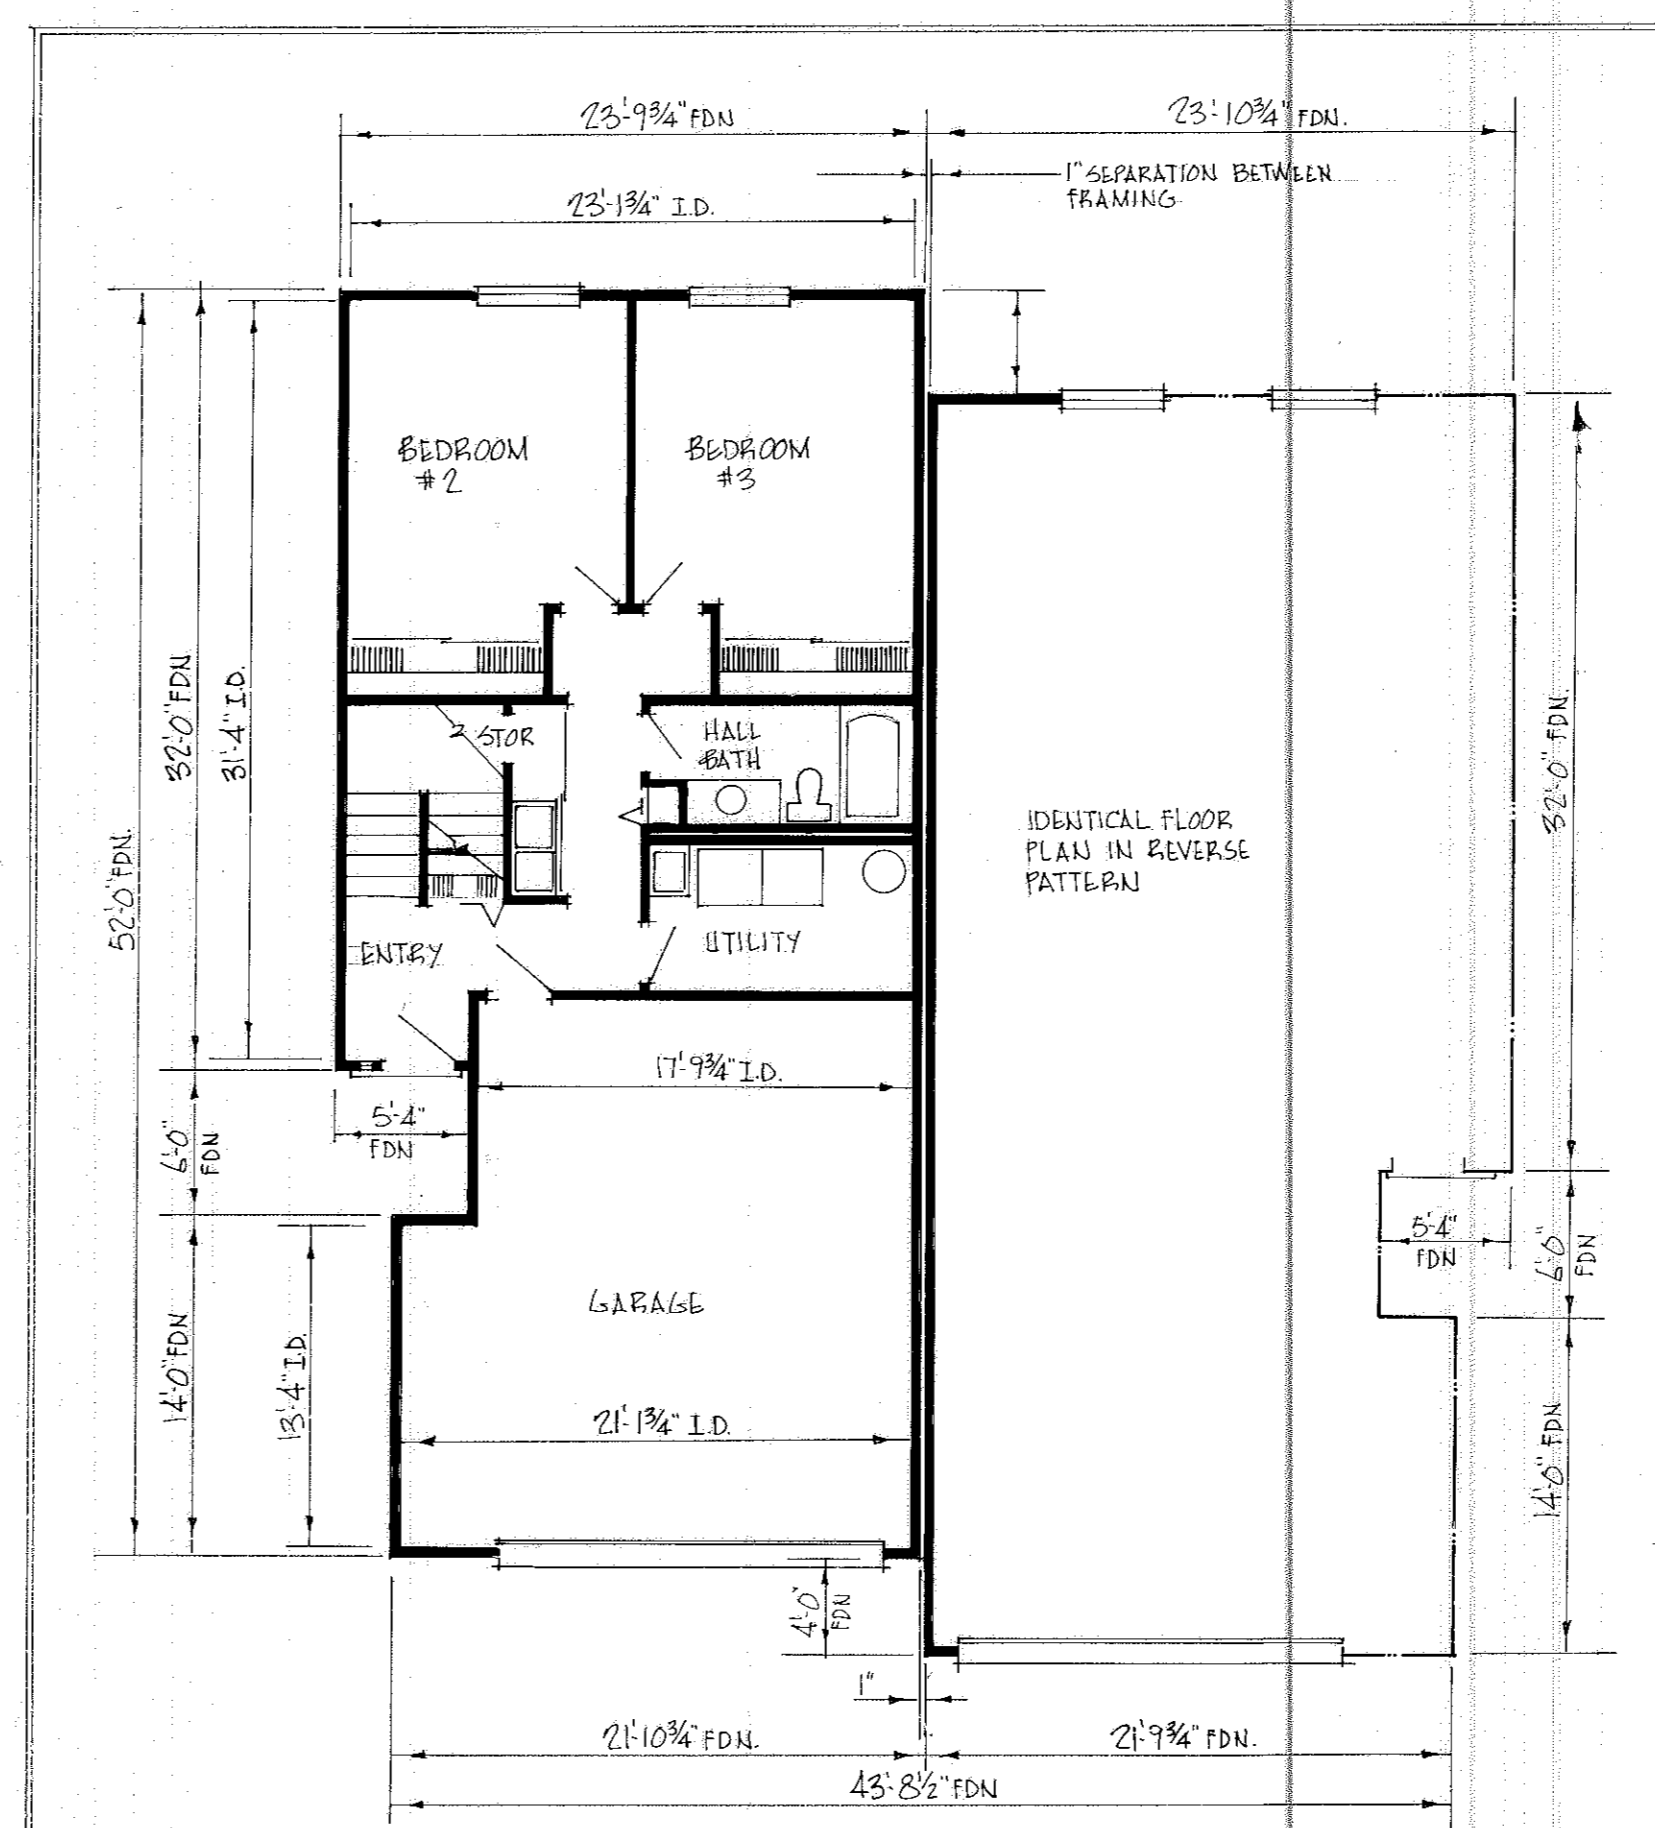 23'-9¾" FDN
23'-10¾" FDN.
1" SEPARATION BETWEEN
FRAMING
23'-1¾" I.D.
BEDROOM
#2
BEDROOM
#3
32'-0" FDN
31'-4" I.D.
52'-0" FDN.
STOR
HALL
BATH
IDENTICAL FLOOR
PLAN IN REVERSE
PATTERN
32'-0" FDN.
ENTRY
UTILITY
17'-9¾" I.D.
5'-4"
FDN
6'-0"
FDN
5'-4"
FDN
6'-0"
FDN
GARAGE
14'-0" FDN
13'-4" I.D.
21'-1¾" I.D.
14'-0" FDN
4'-0"
FDN
1"
21'-10¾" FDN.
21'-9¾" FDN.
43'-8½" FDN